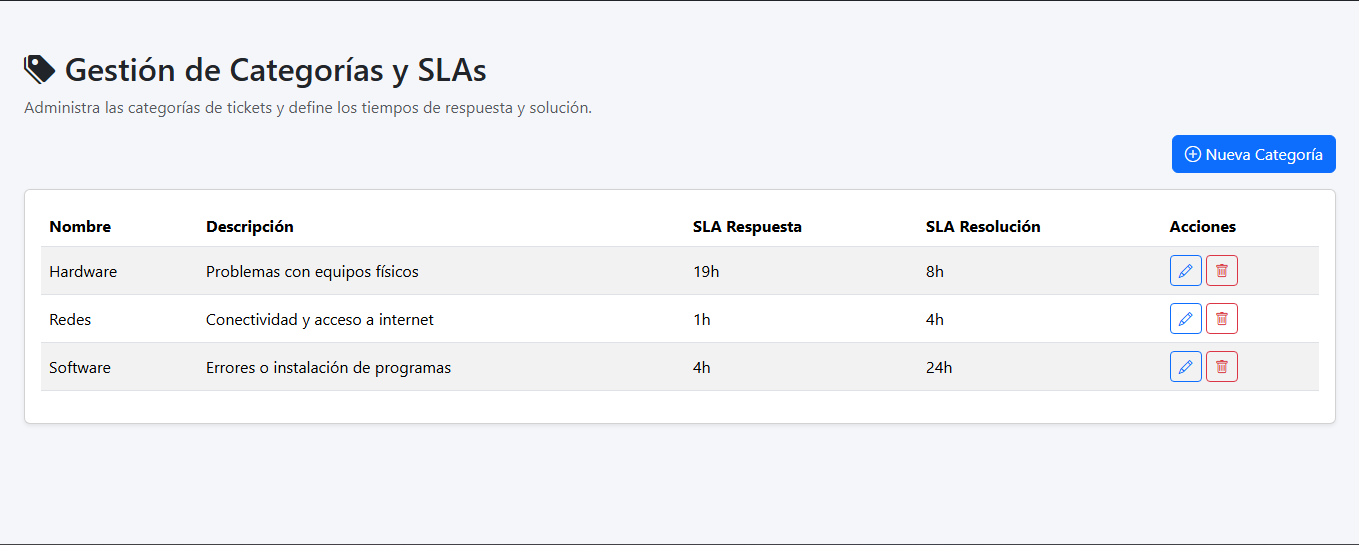 Gestión de Categorías y SLAs
Administra las categorías de tickets y define los tiempos de respuesta y solución.
Nueva Categoría
Nombre Descripción SLA Respuesta SLA Resolución Acciones
Hardware Problemas con equipos físicos 19h 8h
Redes Conectividad y acceso a internet 1h 4h
Software Errores o instalación de programas 4h 24h